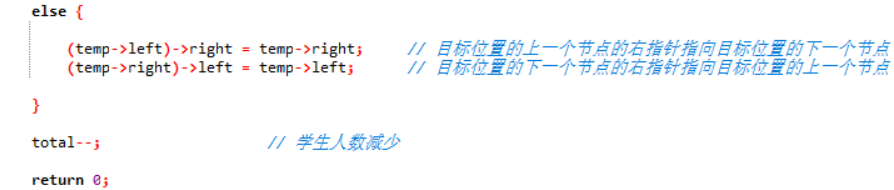 else {
(temp->left)->right = temp->right; // 目标位置的上一个节点的右指针指向目标位置的下一个节点
(temp->right)->left = temp->left; // 目标位置的下一个节点的右指针指向目标位置的上一个节点
}
total--; // 学生人数减少
return 0;